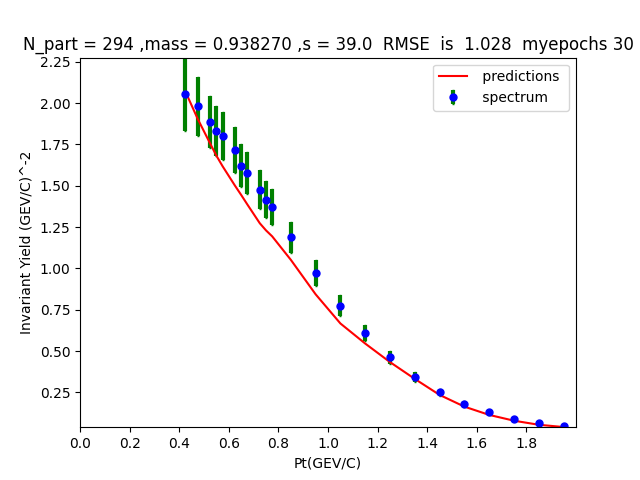 N_part = 294 ,mass = 0.938270 ,s = 39.0  RMSE  is  1.028  myepochs 30
predictions
spectrum
2.25
2.00
1.75
1.50
1.25
1.00
0.75
0.50
0.25
Invariant Yield (GEV/C)^-2
0.0 0.2 0.4 0.6 0.8 1.0 1.2 1.4 1.6 1.8
Pt(GEV/C)